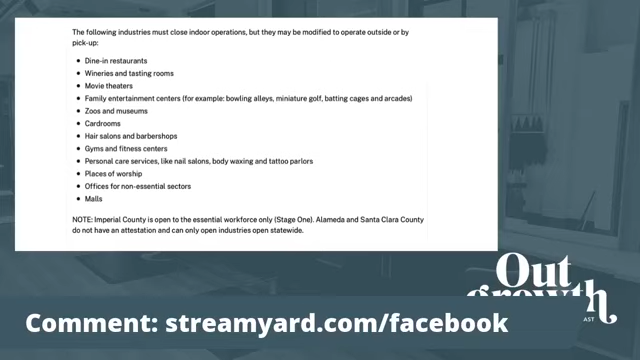 The following industries must close indoor operations, but they may be modified to operate outside or by
pick-up:
• Dine-in restaurants
• Wineries and tasting rooms
• Movie theaters
• Family entertainment centers (for example: bowling alleys, miniature golf, batting cages and arcades)
• Zoos and museums
• Cardrooms
• Hair salons and barbershops
• Gyms and fitness centers
• Personal care services, like nail salons, body waxing and tattoo parlors
• Places of worship
• Offices for non-essential sectors
• Malls
NOTE: Imperial County is open to the essential workforce only (Stage One). Alameda and Santa Clara County
do not have an attestation and can only open industries open statewide.
Out
growth
AST
Comment: streamyard.com/facebook